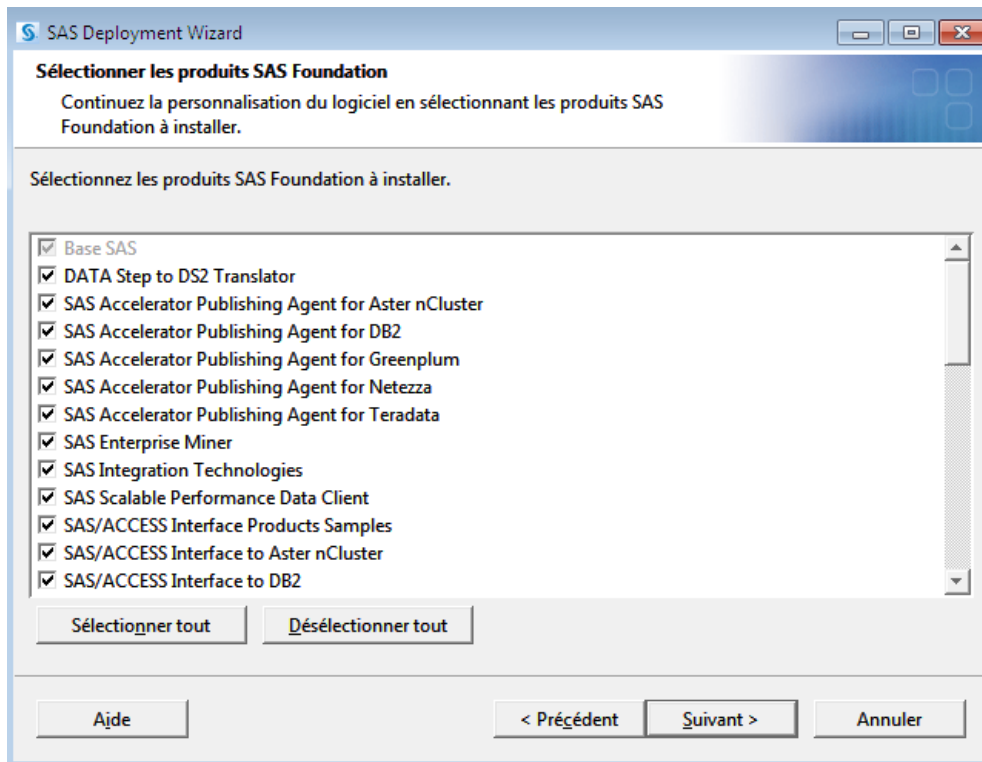 SAS Deployment Wizard
Sélectionner les produits SAS Foundation
Continuez la personnalisation du logiciel en sélectionnant les produits SAS
Foundation à installer.
Sélectionnez les produits SAS Foundation à installer.
Base SAS
DATA Step to DS2 Translator
SAS Accelerator Publishing Agent for Aster nCluster
SAS Accelerator Publishing Agent for DB2
SAS Accelerator Publishing Agent for Greenplum
SAS Accelerator Publishing Agent for Netezza
SAS Accelerator Publishing Agent for Teradata
SAS Enterprise Miner
SAS Integration Technologies
SAS Scalable Performance Data Client
SAS/ACCESS Interface Products Samples
SAS/ACCESS Interface to Aster nCluster
SAS/ACCESS Interface to DB2
Sélectionner tout Désélectionner tout
Aide < Précédent Suivant > Annuler